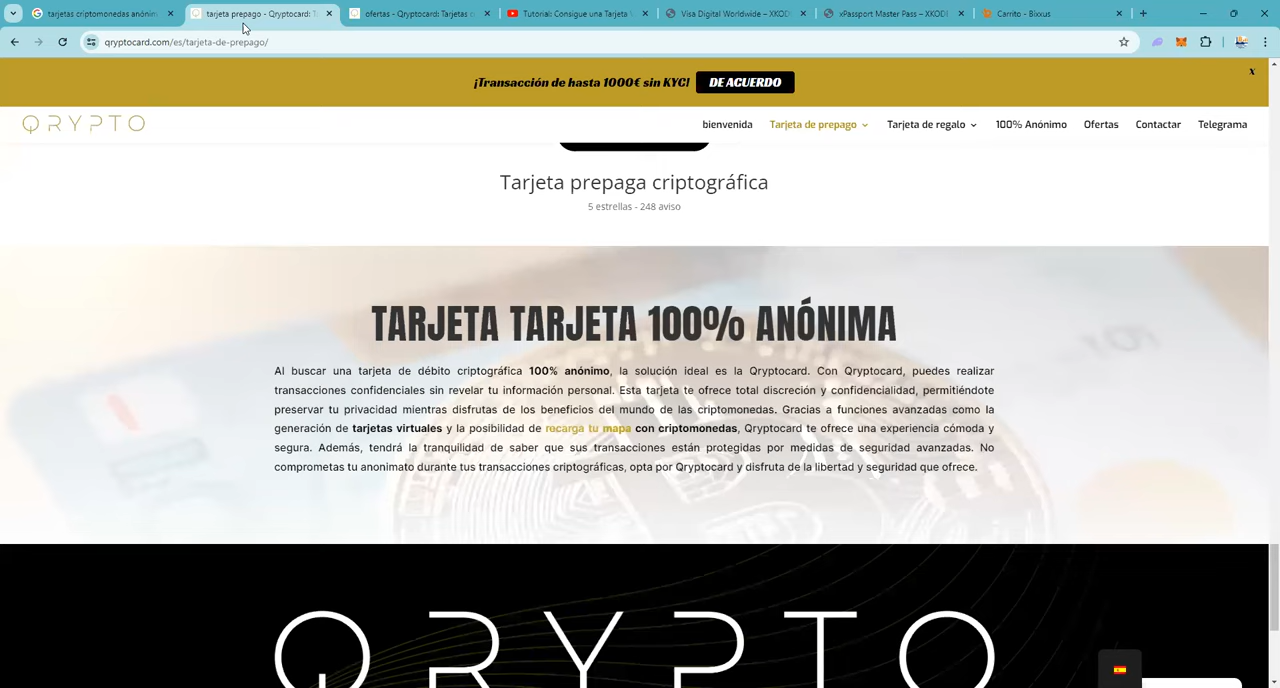 tarjetas criptomonedas anónim
tarjeta prepago - Qryptocard: T
ofertas - Qryptocard: Tarjetas c
Tutorial: Consigue una Tarjeta
Visa Digital Worldwide – XKOD
xPassport Master Pass – XKODE
Carrito - Bixxus
qryptocard.com/es/tarjeta-de-prepago/
¡Transacción de hasta 1000€ sin KYC! DE ACUERDO
x
QRYPTO
bienvenida Tarjeta de prepago Tarjeta de regalo 100% Anónimo Ofertas Contactar Telegrama
Tarjeta prepaga criptográfica
5 estrellas - 248 aviso
TARJETA TARJETA 100% ANÓNIMA
Al buscar una tarjeta de débito criptográfica 100% anónimo, la solución ideal es la Qryptocard. Con Qryptocard, puedes realizar
transacciones confidenciales sin revelar tu información personal. Esta tarjeta te ofrece total discreción y confidencialidad, permitiéndote
preservar tu privacidad mientras disfrutas de los beneficios del mundo de las criptomonedas. Gracias a funciones avanzadas como la
generación de tarjetas virtuales y la posibilidad de recarga tu mapa con criptomonedas, Qryptocard te ofrece una experiencia cómoda y
segura. Además, tendrá la tranquilidad de saber que sus transacciones están protegidas por medidas de seguridad avanzadas. No
comprometas tu anonimato durante tus transacciones criptográficas, opta por Qryptocard y disfruta de la libertad y seguridad que ofrece.
QRYPTO